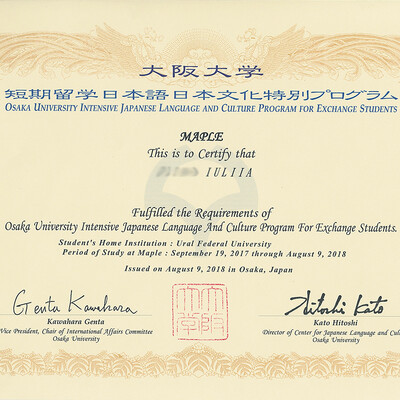 大阪大学
短期留学日本語日本文化特別プログラム
OSAKA UNIVERSITY INTENSIVE JAPANESE LANGUAGE AND CULTURE PROGRAM FOR EXCHANGE STUDENTS
MAPLE
This is to Certify that
IULIIA
Fulfilled the Requirements of
Osaka University Intensive Japanese Language And Culture Program For Exchange Students.
Student's Home Institution : Ural Federal University
Period of Study at Maple : September 19, 2017 through August 9, 2018
Issued on August 9, 2018 in Osaka, Japan
Genta Kawahara
Kawahara Genta
Vice President, Chair of International Affairs Committee
Osaka University
大阪大学
Hitoshi Kato
Kato Hitoshi
Director of Center for Japanese Language and Cul
Osaka University